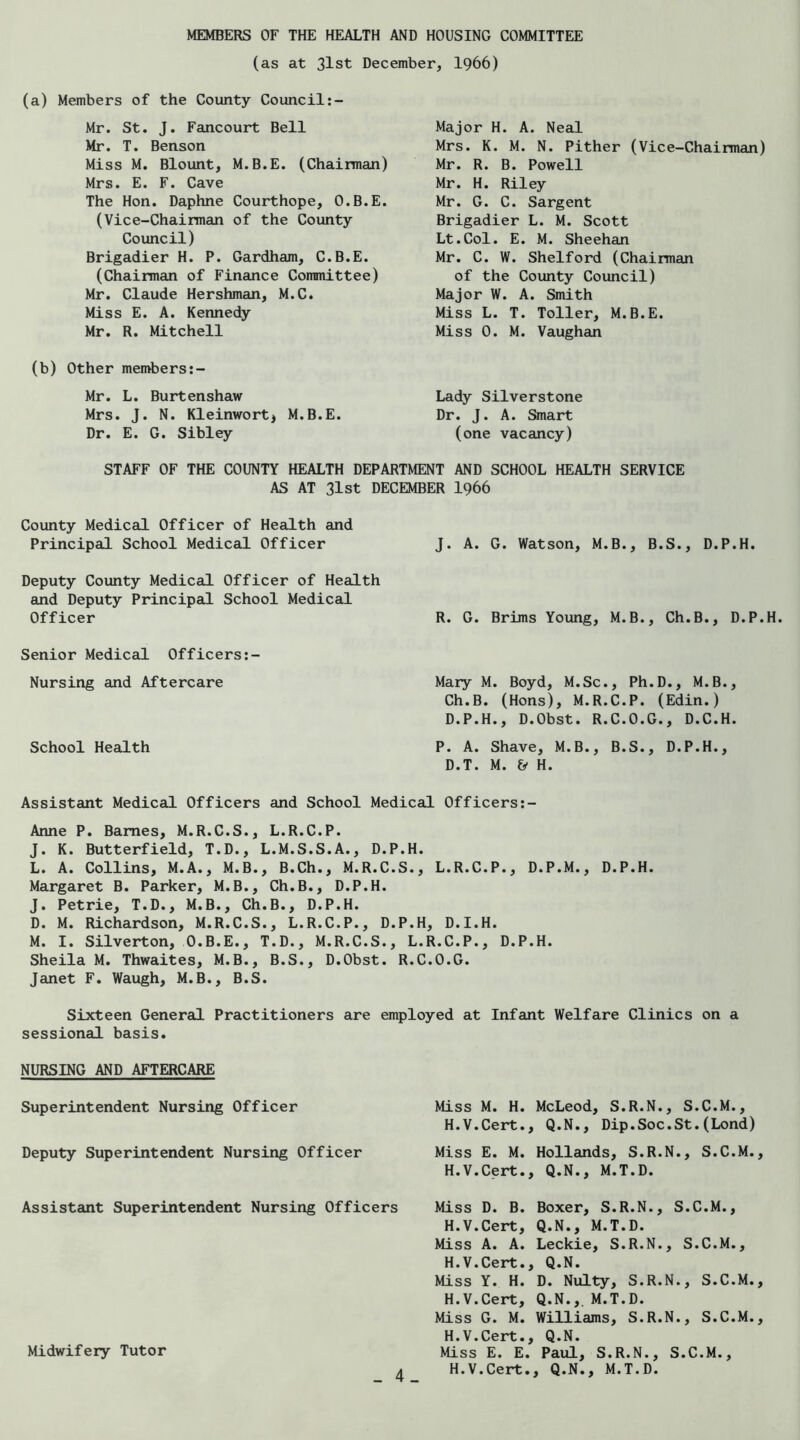 MEMBERS OF THE HEALTH AND HOUSING COMMITTEE
(as at 31st December, 1966)
(a) Members of the County Council:-
Mr. St. J. Fancourt Bell
Mr. T. Benson
Miss M. Blount, M.B.E. (Chairman)
Mrs. E. F. Cave
The Hon. Daphne Courthope, O.B.E.
(Vice-Chairman of the County
Council)
Brigadier H. P. Gardham, C.B.E.
(Chairman of Finance Committee)
Mr. Claude Hershman, M.C.
Miss E. A. Kennedy
Mr. R. Mitchell
Major H. A. Neal
Mrs. K. M. N. Pither (Vice-Chairman)
Mr. R. B. Powell
Mr. H. Riley
Mr. G. C. Sargent
Brigadier L. M. Scott
Lt.Col. E. M. Sheehan
Mr. C. W. Shelford (Chairman
of the County Council)
Major W. A. Smith
Miss L. T. Toller, M.B.E.
Miss O. M. Vaughan
(b) Other members:-
Mr. L. Burtenshaw
Mrs. J. N. Kleinwort, M.B.E.
Dr. E. G. Sibley
Lady Silverstone
Dr. J. A. Smart
(one vacancy)
STAFF OF THE COUNTY HEALTH DEPARTMENT AND SCHOOL HEALTH SERVICE
AS AT 31st DECEMBER 1966
County Medical Officer of Health and
Principal School Medical Officer J. A. G. Watson, M.B., B.S., D.P.H.
Deputy County Medical Officer of Health
and Deputy Principal School Medical
Officer R. G. Brims Young, M.B., Ch.B., D.P.H.
Senior Medical Officers:-
Nursing and Aftercare Mary M. Boyd, M.Sc., Ph.D., M.B.,
Ch.B. (Hons), M.R.C.P. (Edin.)
D.P.H., D.Obst. R.C.O.G., D.C.H.
School Health P. A. Shave, M.B., B.S., D.P.H.,
D.T. M. & H.
Assistant Medical Officers and School Medical Officers:-
Anne P. Barnes, M.R.C.S., L.R.C.P.
J. K. Butterfield, T.D., L.M.S.S.A., D.P.H.
L. A. Collins, M.A., M.B., B.Ch., M.R.C.S., L.R.C.P., D.P.M., D.P.H.
Margaret B. Parker, M.B., Ch.B., D.P.H.
J. Petrie, T.D., M.B., Ch.B., D.P.H.
D. M. Richardson, M.R.C.S., L.R.C.P., D.P.H, D.I.H.
M. I. Silverton, O.B.E., T.D., M.R.C.S., L.R.C.P., D.P.H.
Sheila M. Thwaites, M.B., B.S., D.Obst. R.C.O.G.
Janet F. Waugh, M.B., B.S.
Sixteen General Practitioners are employed at Infant Welfare Clinics on a
sessional basis.
NURSING AND AFTERCARE
Superintendent Nursing Officer Miss M. H. McLeod, S.R.N., S.C.M.,
H.V.Cert., Q.N., Dip.Soc.St.(Lond)
Deputy Superintendent Nursing Officer Miss E. M. Hollands, S.R.N., S.C.M.,
H.V.Cert., Q.N., M.T.D.
Assistant Superintendent Nursing Officers Miss D. B. Boxer, S.R.N., S.C.M.,
H.V.Cert, Q.N., M.T.D.
Miss A. A. Leckie, S.R.N., S.C.M.,
H.V.Cert., Q.N.
Miss Y. H. D. Nulty, S.R.N., S.C.M.,
H.V.Cert, Q.N., M.T.D.
Miss G. M. Williams, S.R.N., S.C.M.,
H.V.Cert., Q.N.
Midwifery Tutor Miss E. E. Paul, S.R.N., S.C.M.,
H.V.Cert., Q.N., M.T.D.
_ 4 _